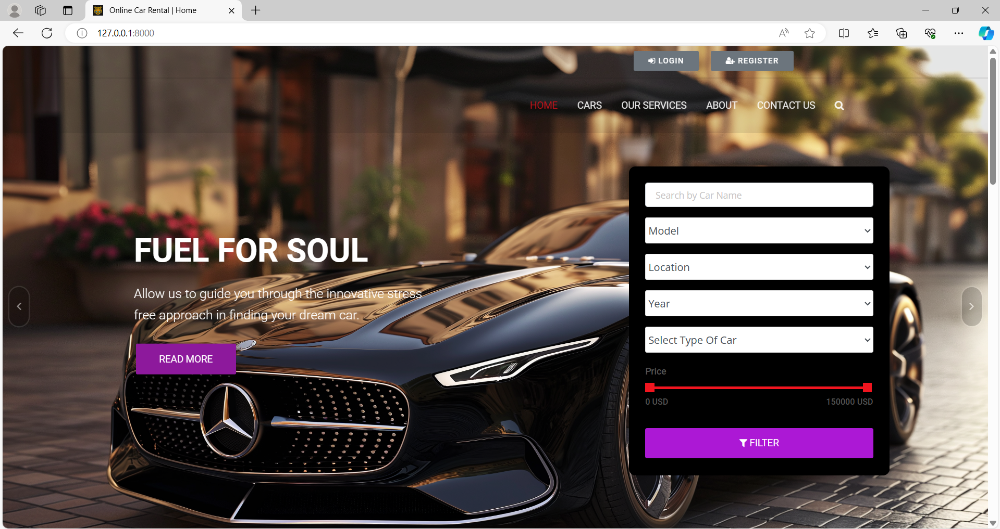 Online Car Rental | Home
127.0.0.1:8000
LOGIN
REGISTER
HOME
CARS
OUR SERVICES
ABOUT
CONTACT US
Search by Car Name
Model
Location
Year
Select Type Of Car
Price
0 USD
150000 USD
FILTER
FUEL FOR SOUL
Allow us to guide you through the innovative stress
free approach in finding your dream car.
READ MORE